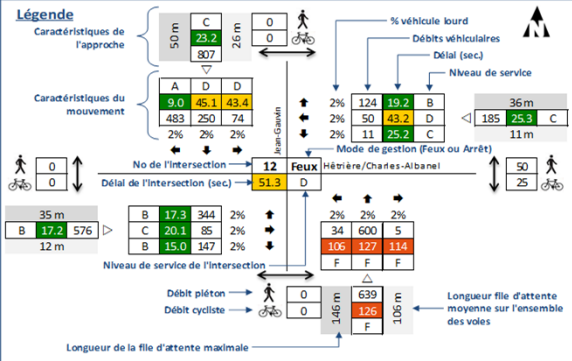 Légende
Caractéristiques de
l'approche
50 m
C
23.2
807
26 m
0
0
% véhicule lourd
Débits véhiculaires
Délai (sec.)
Niveau de service
Caractéristiques du
mouvement
A D D
9.0 45.1 43.4
483 250 74
2% 2% 2%
Jean-Gauvin
2% 124 19.2 B
2% 50 43.2 D
2% 11 25.2 C
36 m
185 25.3 C
11 m
Mode de gestion (Feux ou Arrêt)
No de l'Intersection
12 Feux
Hêtrière/Charles-Albanel
Délai de l'Intersection (sec.)
51.3 D
0
0
50
25
35 m
B 17.2 576
12 m
B 17.3 344 2%
C 20.1 85 2%
B 15.0 147 2%
2% 2% 2%
34 600 5
106 127 114
F F F
Niveau de service de l'intersection
Débit piéton
Débit cycliste
0
0
146 m
639
126
F
106 m
Longueur file d'attente
moyenne sur l'ensemble
des voies
Longueur de la file d'attente maximale